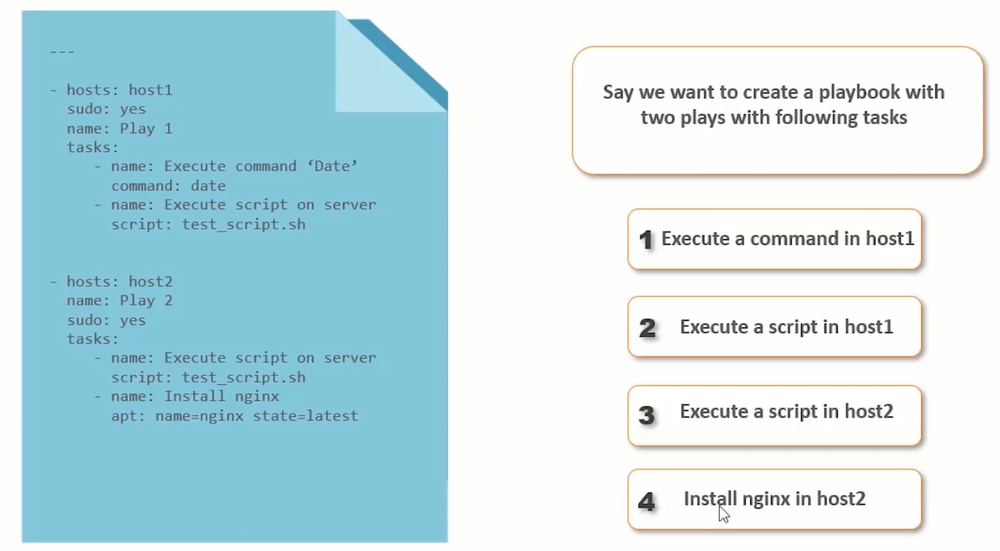 ---
- hosts: host1
  sudo: yes
  name: Play 1
  tasks:
     - name: Execute command ‘Date’
       command: date
     - name: Execute script on server
       script: test_script.sh
- hosts: host2
  name: Play 2
  sudo: yes
  tasks:
     - name: Execute script on server
       script: test_script.sh
     - name: Install nginx
       apt: name=nginx state=latest
Say we want to create a playbook with
two plays with following tasks
1 Execute a command in host1
2 Execute a script in host1
3 Execute a script in host2
4 Install nginx in host2